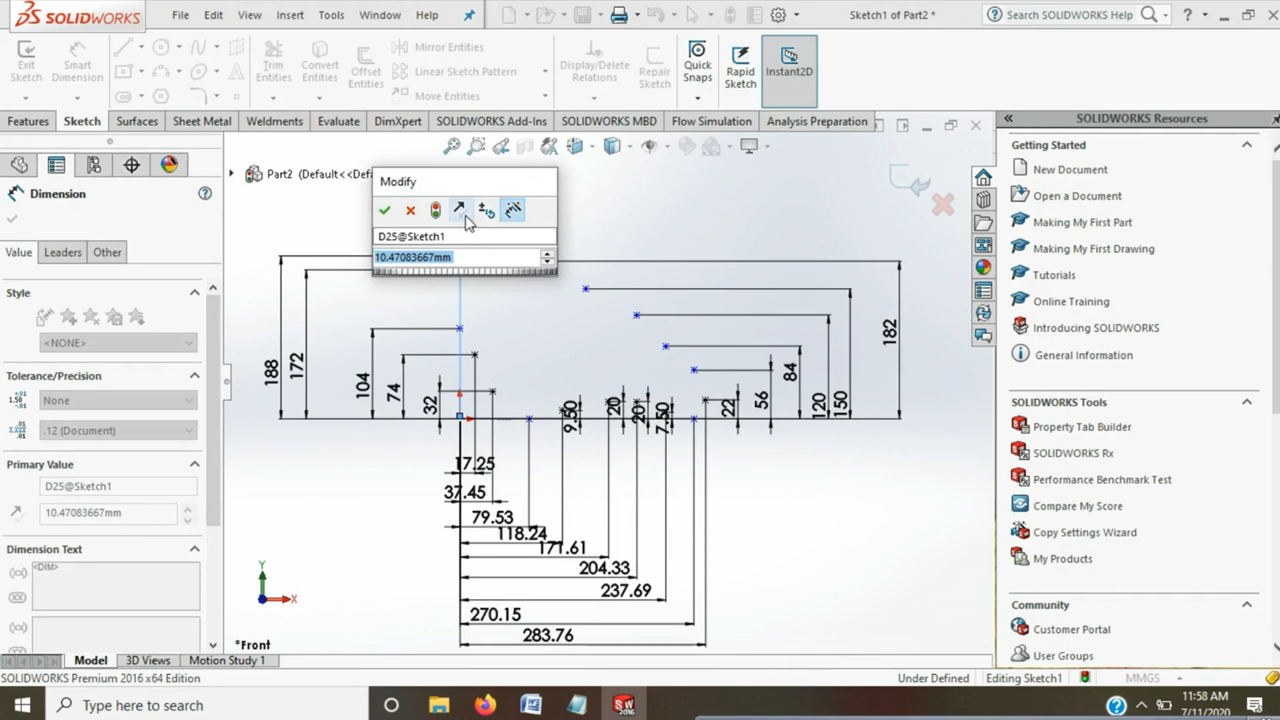 SOLIDWORKS
File
Edit
View
Insert
Tools
Window
Help
Sketch1 of Part2 *
Search SOLIDWORKS Help
?
Exit Sketch
Smart Dimension
Trim Entities
Convert Entities
Offset Entities
Mirror Entities
Linear Sketch Pattern
Move Entities
Display/Delete Relations
Repair Sketch
Quick Snaps
Rapid Sketch
Instant2D
Features
Sketch
Surfaces
Sheet Metal
Weldments
Evaluate
DimXpert
SOLIDWORKS Add-Ins
SOLIDWORKS MBD
Flow Simulation
Analysis Preparation
Dimension
Value
Leaders
Other
Style
<NONE>
Tolerance/Precision
None
.12 (Document)
Primary Value
D25@Sketch1
10.47083667mm
Dimension Text
<DIM>
Part2 (Default<<Defa
Modify
D25@Sketch1
10.47083667mm
188
172
104
74
32
9.50
20
20
7.50
22
56
84
120
150
182
17.25
37.45
79.53
118.24
171.61
204.33
237.69
270.15
283.76
Y
X
*Front
SOLIDWORKS Resources
Getting Started
New Document
Open a Document
Making My First Part
Making My First Drawing
Tutorials
Online Training
Introducing SOLIDWORKS
General Information
SOLIDWORKS Tools
Property Tab Builder
SOLIDWORKS Rx
Performance Benchmark Test
Compare My Score
Copy Settings Wizard
My Products
Community
Customer Portal
User Groups
Model
3D Views
Motion Study 1
SOLIDWORKS Premium 2016 x64 Edition
Under Defined
Editing Sketch1
MMGS
Type here to search
11:58 AM
7/11/2020